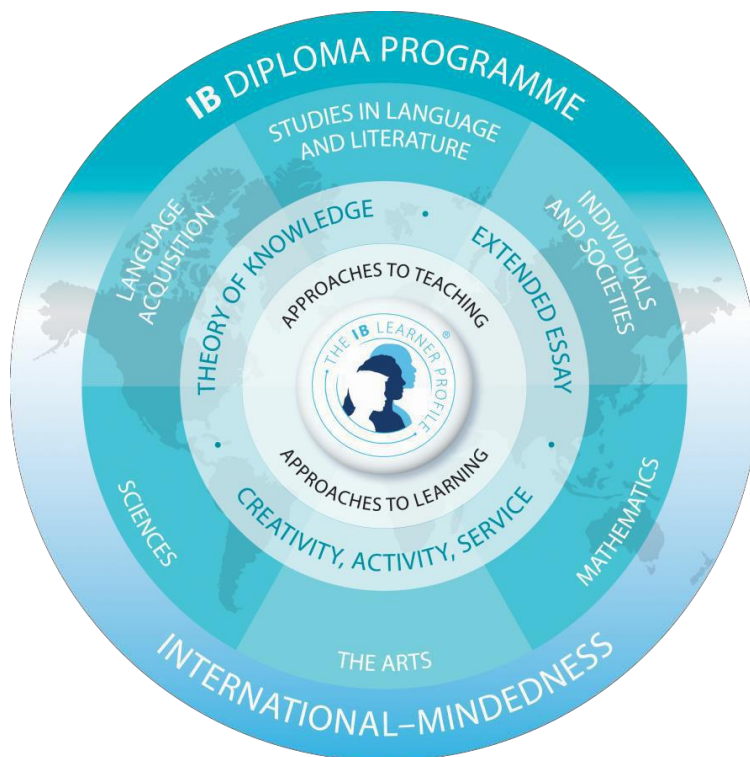 IB DIPLOMA PROGRAMME
STUDIES IN LANGUAGE
AND LITERATURE
LANGUAGE
ACQUISITION
INDIVIDUALS
AND SOCIETIES
THEORY OF KNOWLEDGE
•
EXTENDED ESSAY
•
CREATIVITY, ACTIVITY, SERVICE
•
APPROACHES TO TEACHING
THE IB LEARNER PROFILE ®
APPROACHES TO LEARNING
SCIENCES
MATHEMATICS
THE ARTS
INTERNATIONAL–MINDEDNESS